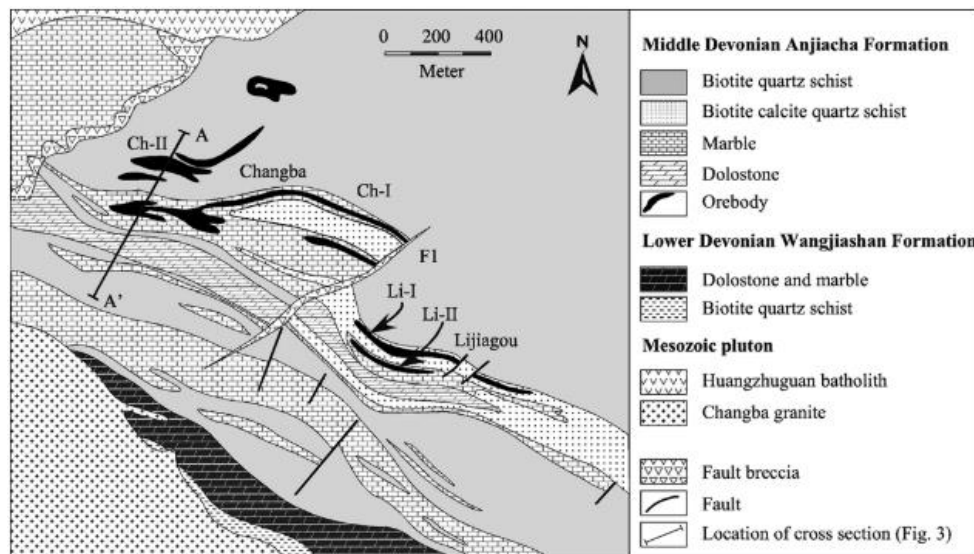 0 200 400
Meter
N
A
Ch-II
Changba
Ch-I
F1
A'
Li-I
Li-II
Lijiagou
Middle Devonian Anjiacha Formation
Biotite quartz schist
Biotite calcite quartz schist
Marble
Dolostone
Orebody
Lower Devonian Wangjiashan Formation
Dolostone and marble
Biotite quartz schist
Mesozoic pluton
Huangzhuguan batholith
Changba granite
Fault breccia
Fault
Location of cross section (Fig. 3)